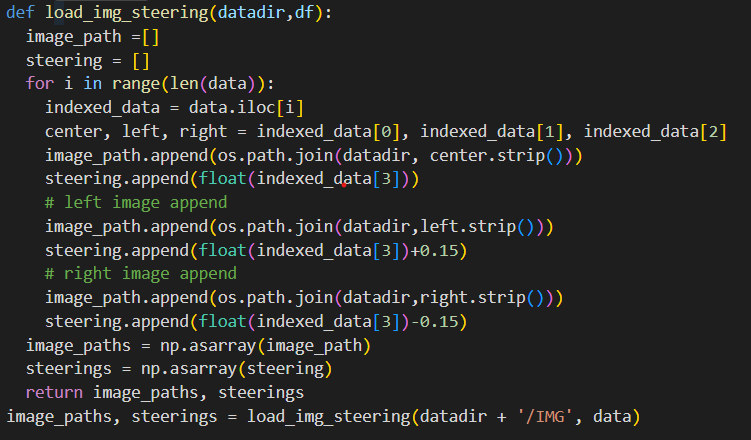 def load_img_steering(datadir,df):
  image_path =[]
  steering = []
  for i in range(len(data)):
    indexed_data = data.iloc[i]
    center, left, right = indexed_data[0], indexed_data[1], indexed_data[2]
    image_path.append(os.path.join(datadir, center.strip()))
    steering.append(float(indexed_data[3]))
    # left image append
    image_path.append(os.path.join(datadir,left.strip()))
    steering.append(float(indexed_data[3])+0.15)
    # right image append
    image_path.append(os.path.join(datadir,right.strip()))
    steering.append(float(indexed_data[3])-0.15)
  image_paths = np.asarray(image_path)
  steerings = np.asarray(steering)
  return image_paths, steerings
image_paths, steerings = load_img_steering(datadir + '/IMG', data)